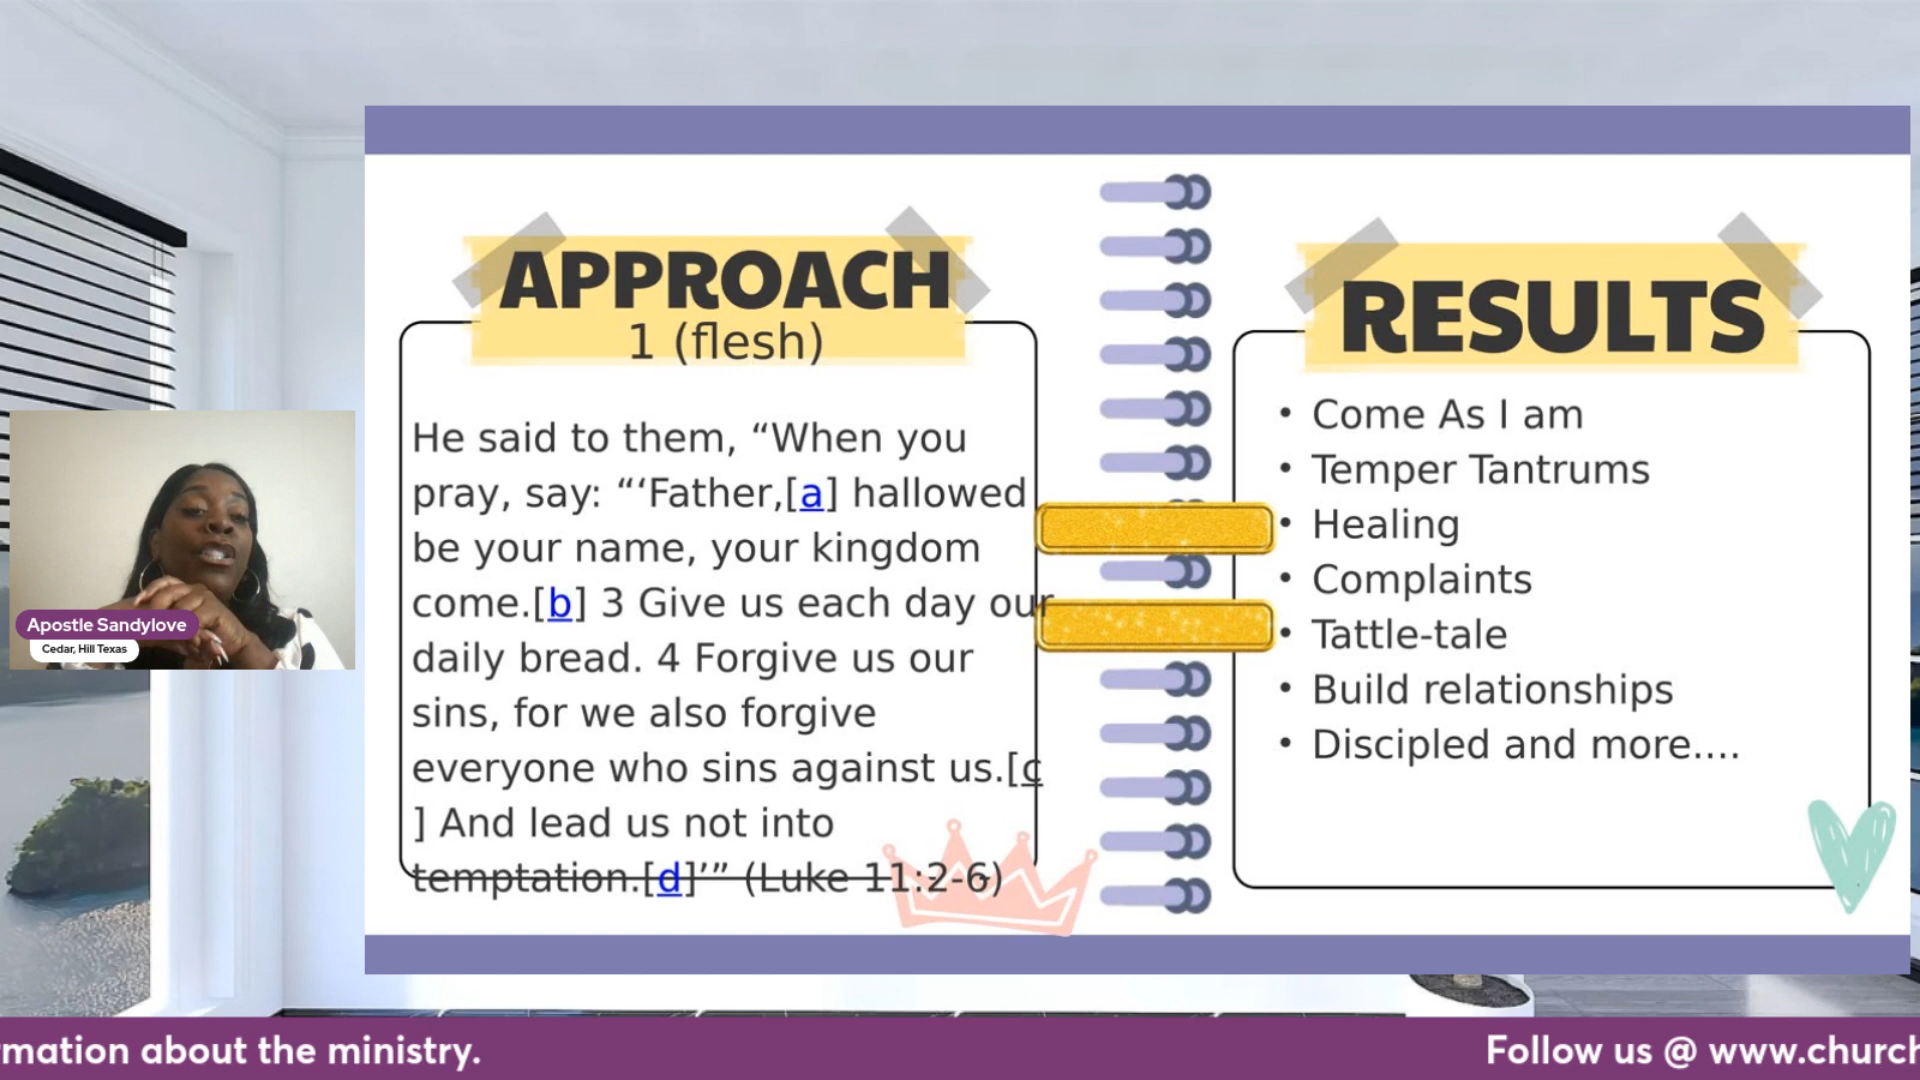 APPROACH
1 (flesh)
He said to them, “When you
pray, say: “‘Father,[a] hallowed
be your name, your kingdom
come.[b] 3 Give us each day our
daily bread. 4 Forgive us our
sins, for we also forgive
everyone who sins against us.[c
] And lead us not into
temptation.[d]’” (Luke 11:2-6)
RESULTS
• Come As I am
• Temper Tantrums
• Healing
• Complaints
• Tattle-tale
• Build relationships
• Discipled and more....
Apostle Sandylove
Cedar, Hill Texas
rmation about the ministry.
Follow us @ www.church